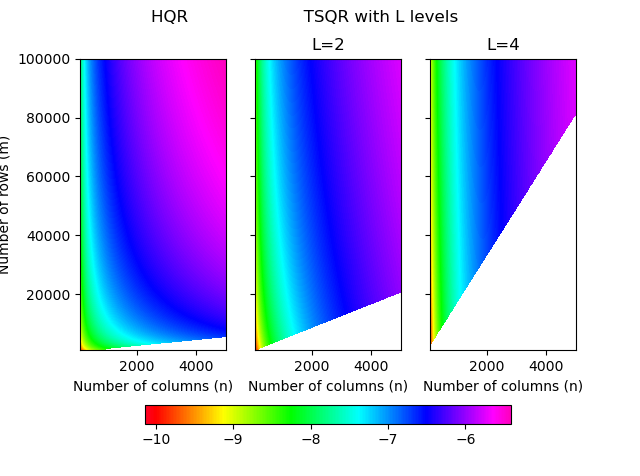 HQR TSQR with L levels
L=2 L=4
100000
80000
60000
40000
20000
Number of rows (m)
2000 4000 2000 4000 2000 4000
Number of columns (n) Number of columns (n) Number of columns (n)
−10 −9 −8 −7 −6